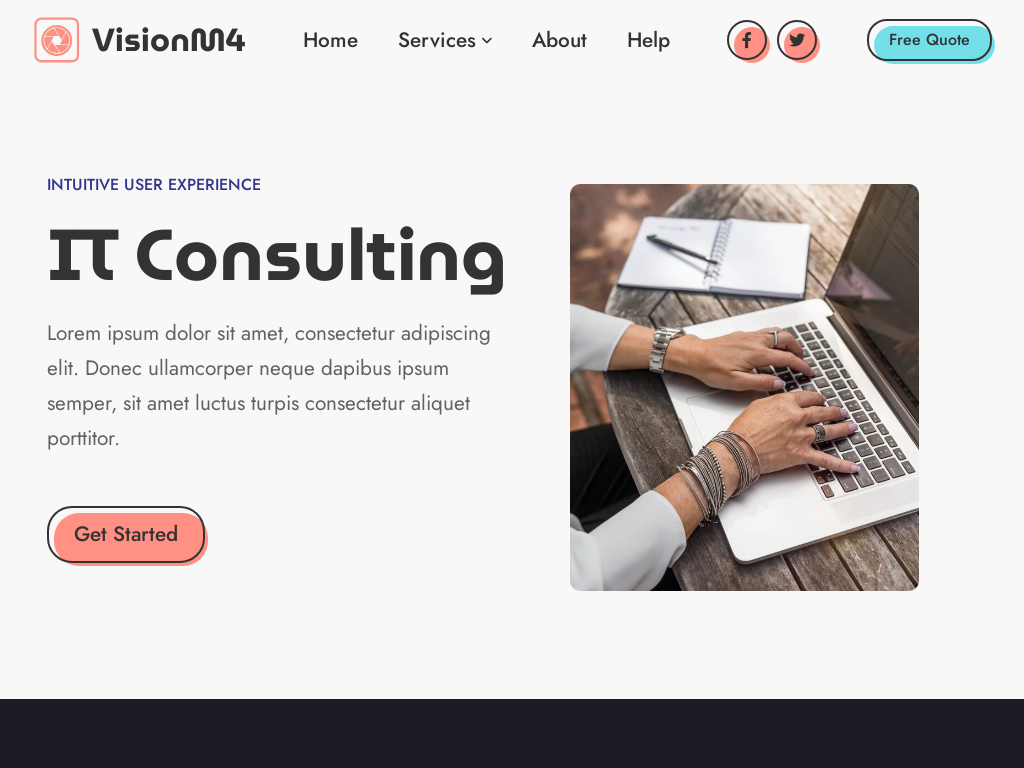 VisionM4
Home Services About Help
Free Quote
INTUITIVE USER EXPERIENCE
IT Consulting
Lorem ipsum dolor sit amet, consectetur adipiscing
elit. Donec ullamcorper neque dapibus ipsum
semper, sit amet luctus turpis consectetur aliquet
porttitor.
Get Started